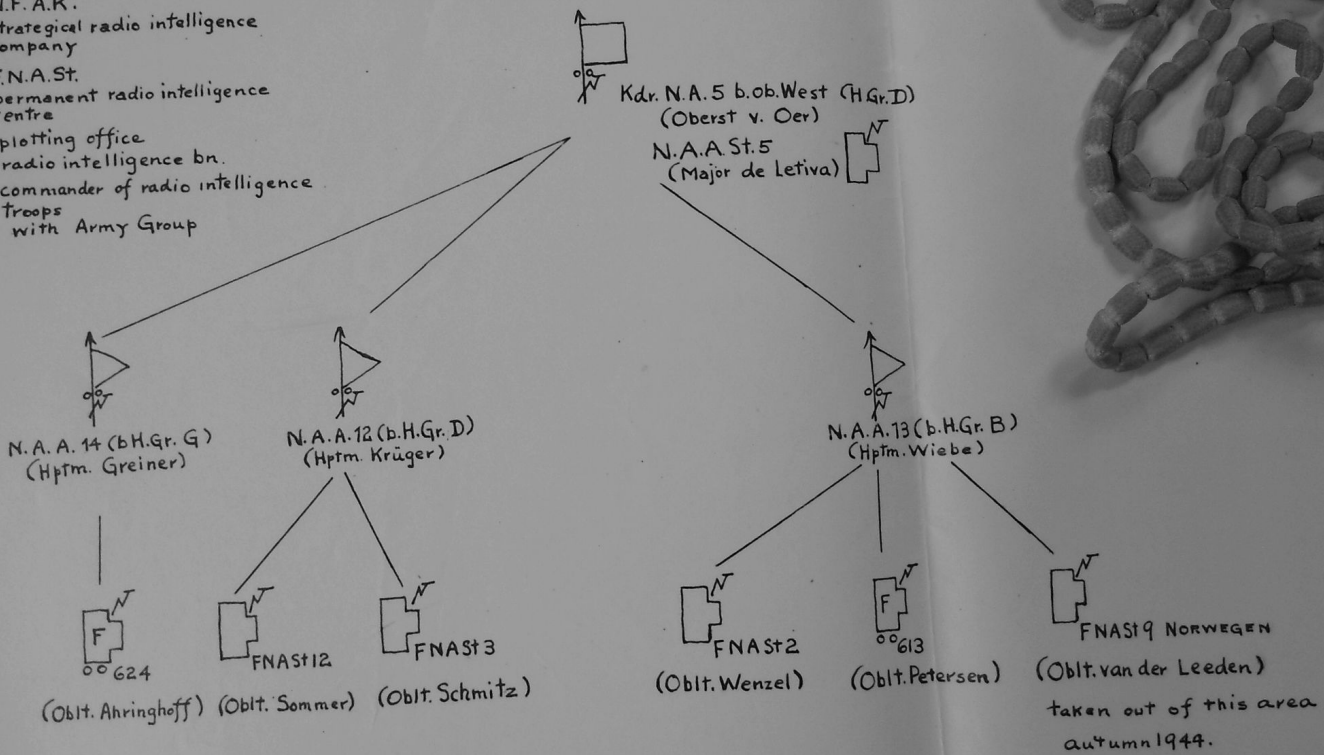 .F.A.K.
trategical radio intelligence
ompany
.N.A.St.
permanent radio intelligence
entre
plotting office
radio intelligence bn.
commander of radio intelligence
troops
with Army Group
Kdr. N.A.5 b.ob.West (H Gr.D)
(Oberst v. Oer)
N.A.A.St.5
(Major de Letiva)
N.A.A.14 (bH.Gr. G)
(Hptm. Greiner)
N.A.A.12 (b.H.Gr.D)
(Hptm. Krüger)
N.A.A.13 (b.H.Gr. B)
(Hptm. Wiebe)
F
624
(Oblt. Ahringhoff)
FNASt12
(Oblt. Sommer)
FNASt3
(Oblt. Schmitz)
FNASt2
(Oblt. Wenzel)
F
613
(Oblt. Petersen)
FNASt9 NORWEGEN
(Oblt. van der Leeden)
taken out of this area
autumn 1944.